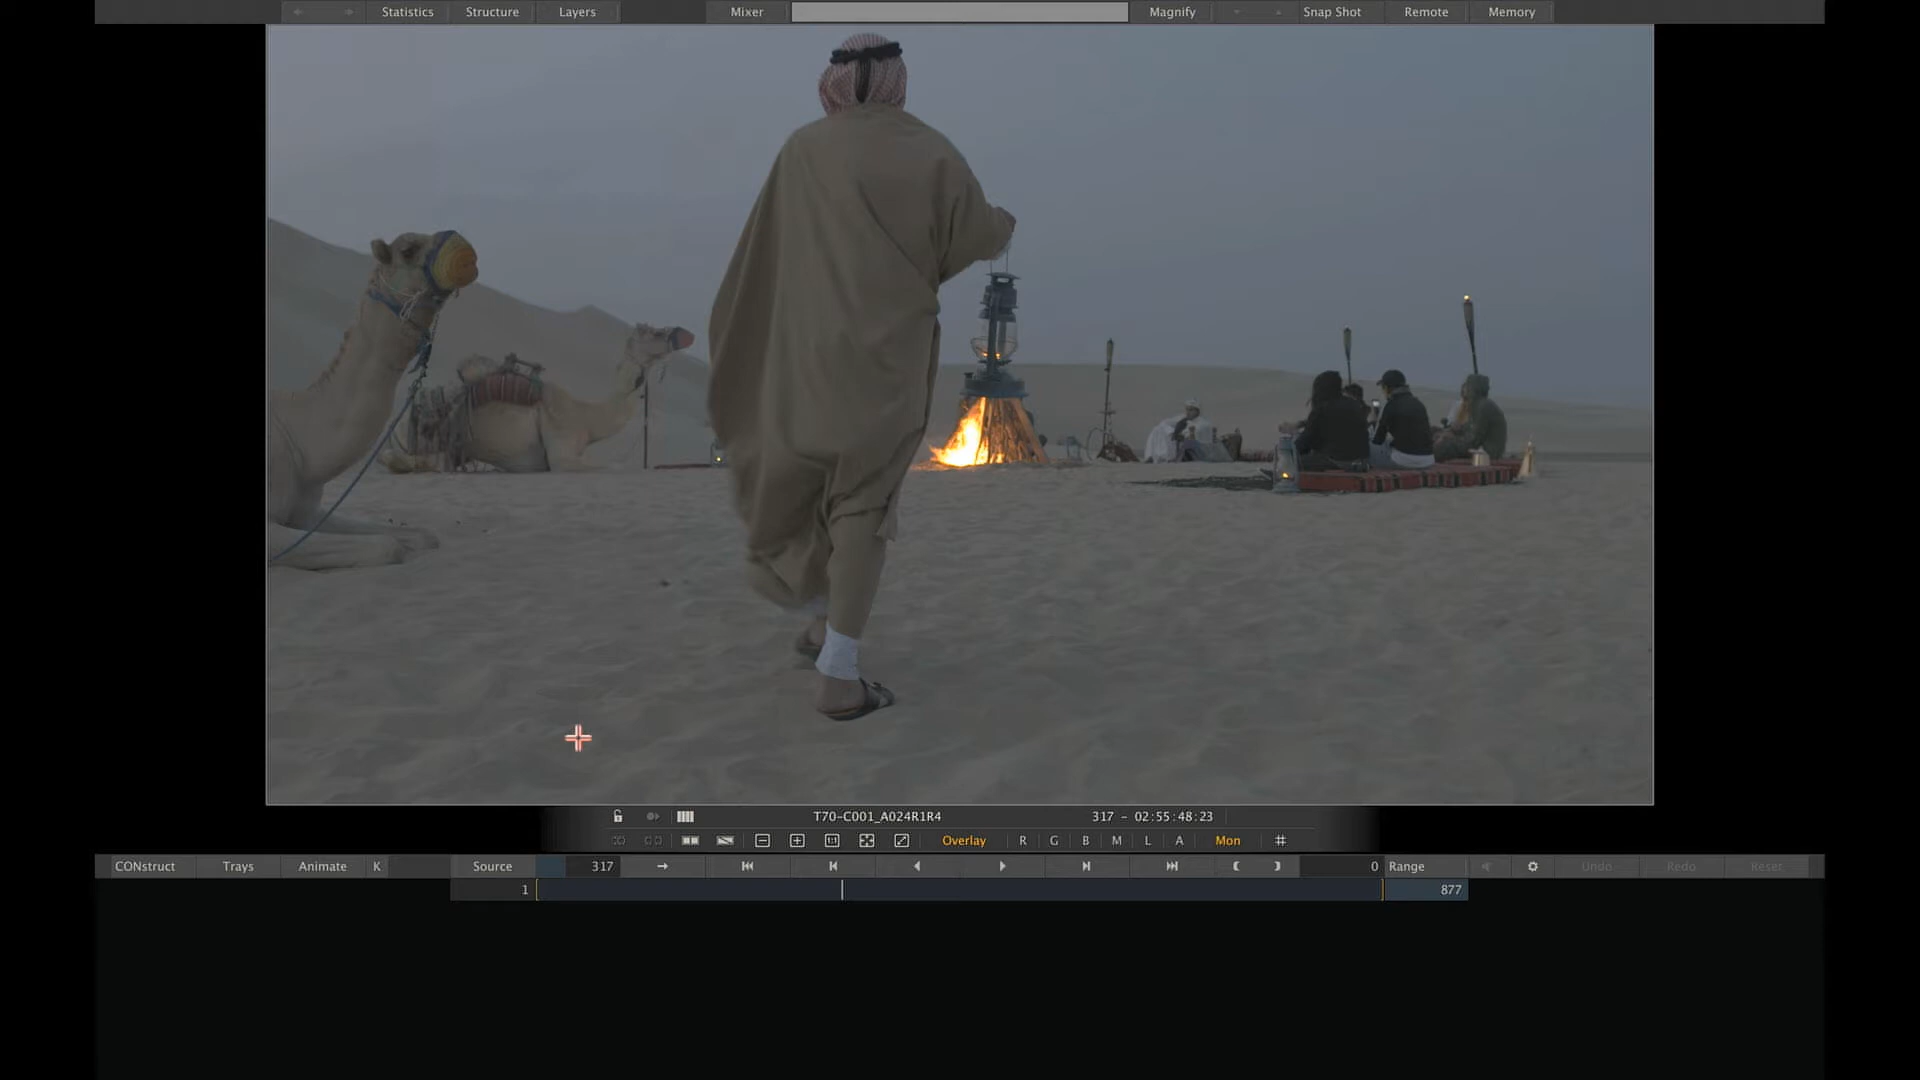 Statistics Structure Layers Mixer Magnify Snap Shot Remote Memory
T70-C001_A024R1R4 317 - 02:55:48:23
Overlay R G B M L A Mon
CONstruct Trays Animate K Source 317 0 Range Undo Redo Reset
1 877